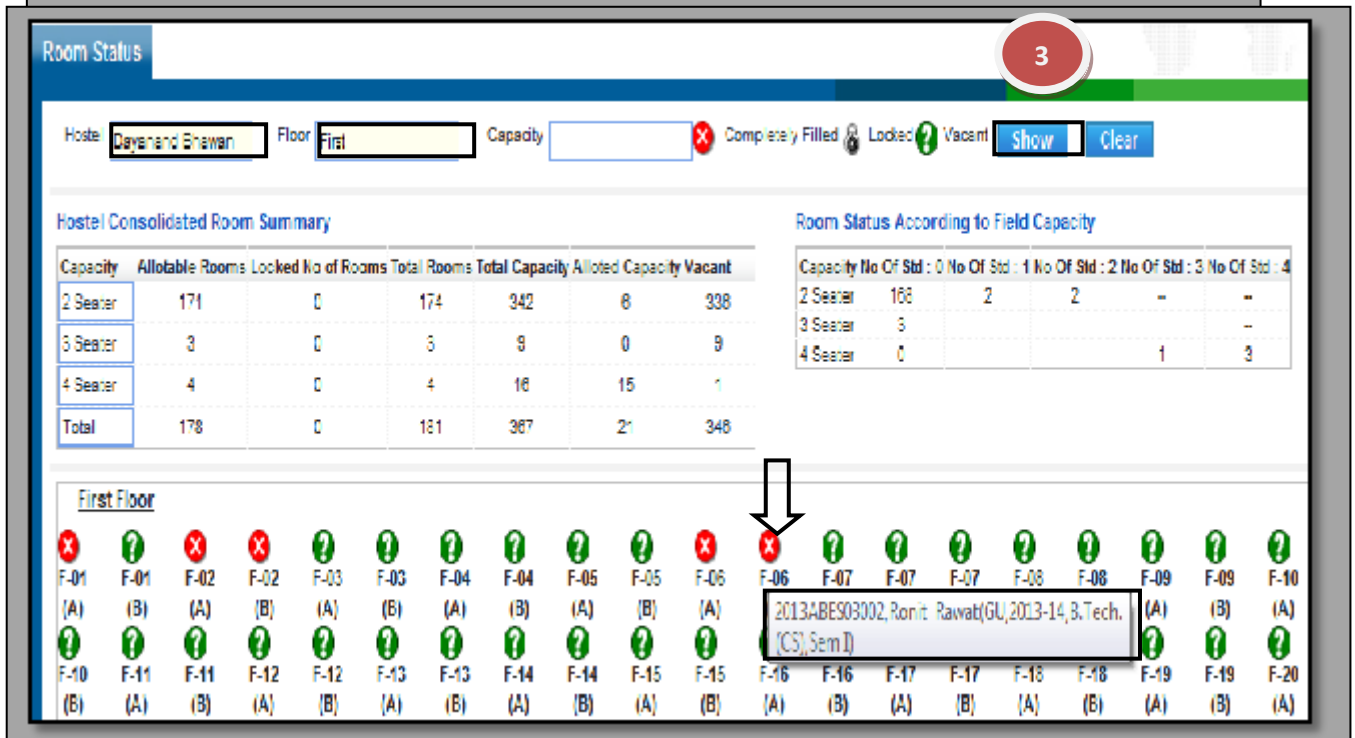 3
Room Status
Hostel Dayanand Bhawan Floor First Capacity Completely Filled Locked Vacant Show Clear
Hostel Consolidated Room Summary
Capacity Allotable Rooms Locked No of Rooms Total Rooms Total Capacity Alloted Capacity Vacant
2 Seater 171 0 174 342 6 338
3 Seater 3 0 3 9 0 9
4 Seater 4 0 4 16 15 1
Total 178 0 181 367 21 346
Room Status According to Field Capacity
Capacity No Of Std : 0 No Of Std : 1 No Of Std : 2 No Of Std : 3 No Of Std : 4
2 Seater 168 2 2 -- --
3 Seater 3 --
4 Seater 0 1 3
First Floor
F-01 F-01 F-02 F-02 F-03 F-03 F-04 F-04 F-05 F-05 F-06 F-06 F-07 F-07 F-07 F-08 F-08 F-09 F-09 F-10
(A) (B) (A) (B) (A) (B) (A) (B) (A) (B) (A) (A) (B) (A)
2013ABES03002,Ronit Rawat(GU,2013-14,B.Tech.
(CS),Sem I)
F-10 F-11 F-11 F-12 F-12 F-13 F-13 F-14 F-14 F-15 F-15 F-16 F-16 F-17 F-17 F-18 F-18 F-19 F-19 F-20
(B) (A) (B) (A) (B) (A) (B) (A) (B) (A) (B) (A) (B) (A) (B) (A) (B) (A) (B) (A)